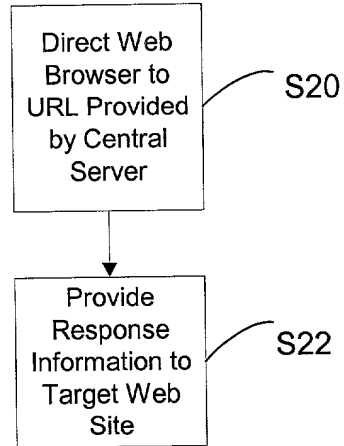 Direct Web
Browser to
URL Provided
by Central
Server
S20
Provide
Response
Information to
Target Web
Site
S22